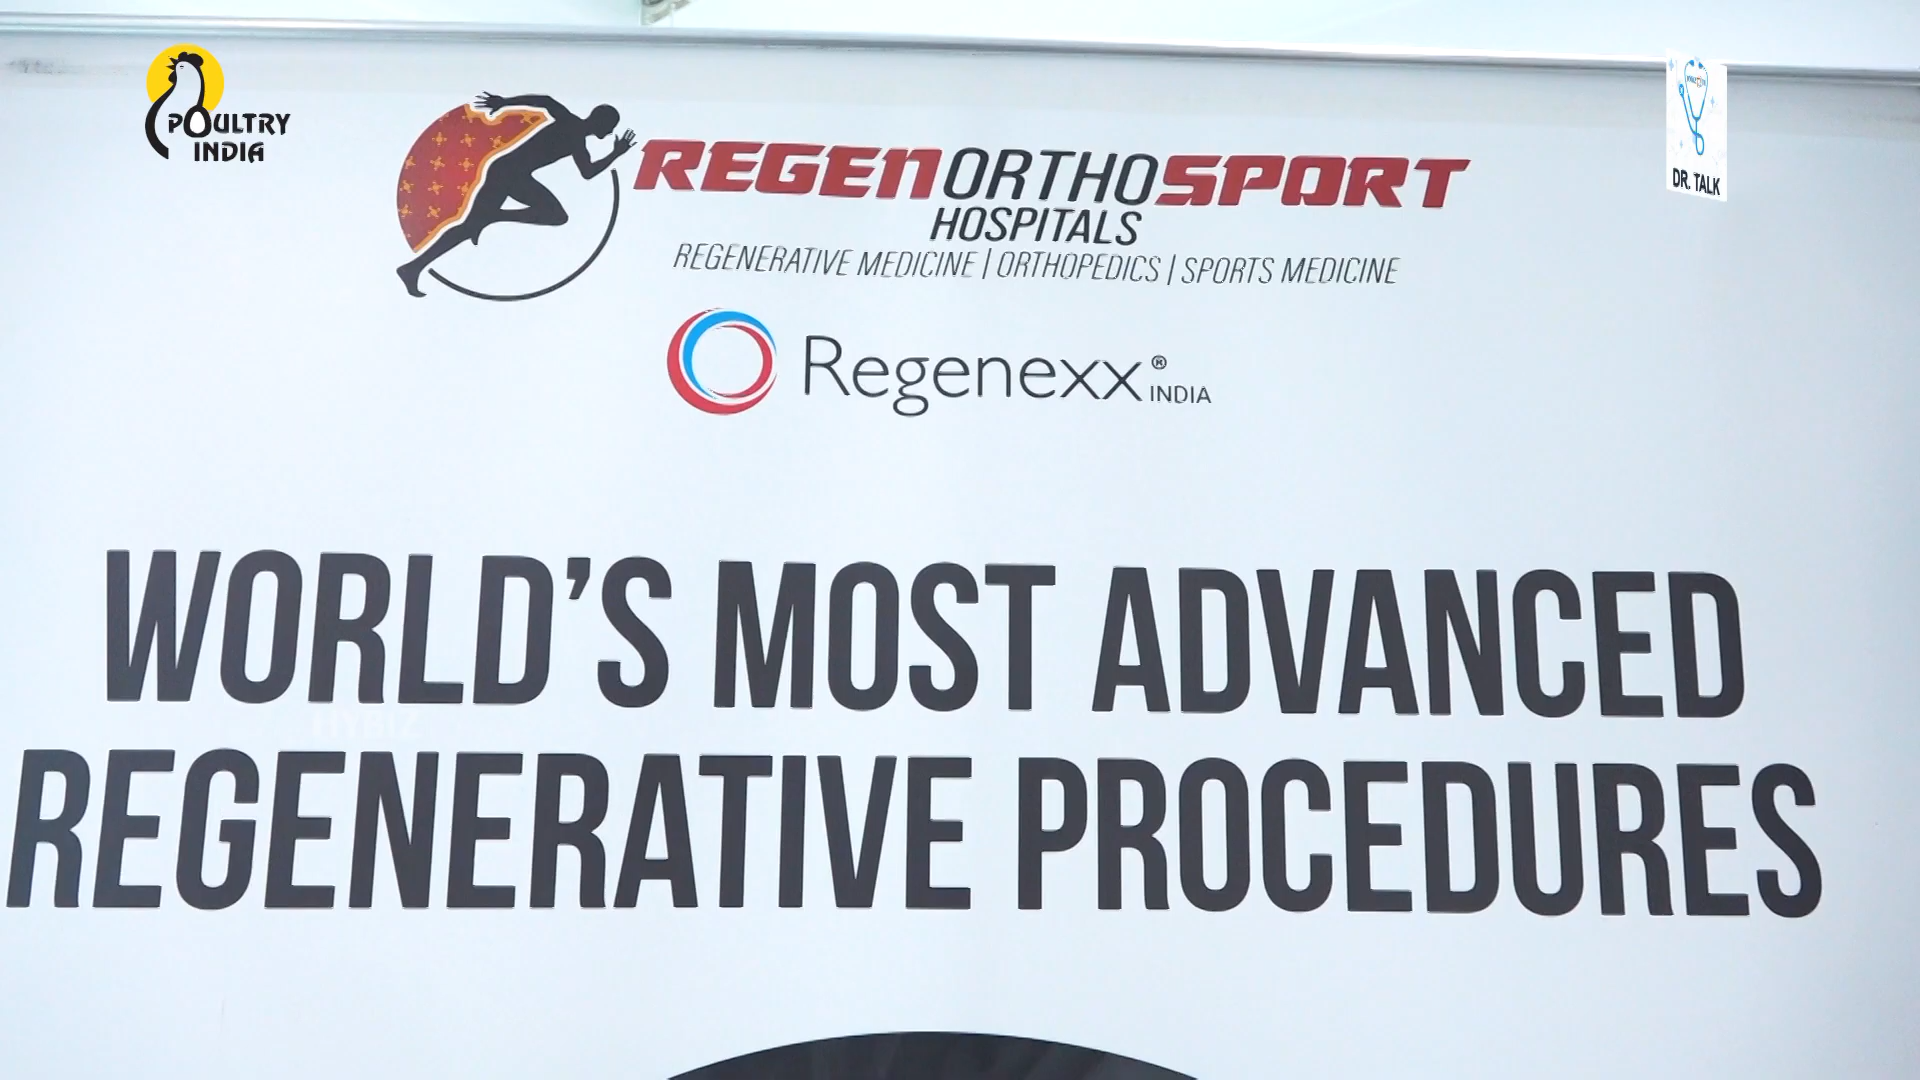 POULTRY
INDIA
DR. TALK
REGENORTHOSPORT
HOSPITALS
REGENERATIVE MEDICINE | ORTHOPEDICS | SPORTS MEDICINE
Regenexx®
INDIA
WORLD'S MOST ADVANCED
REGENERATIVE PROCEDURES